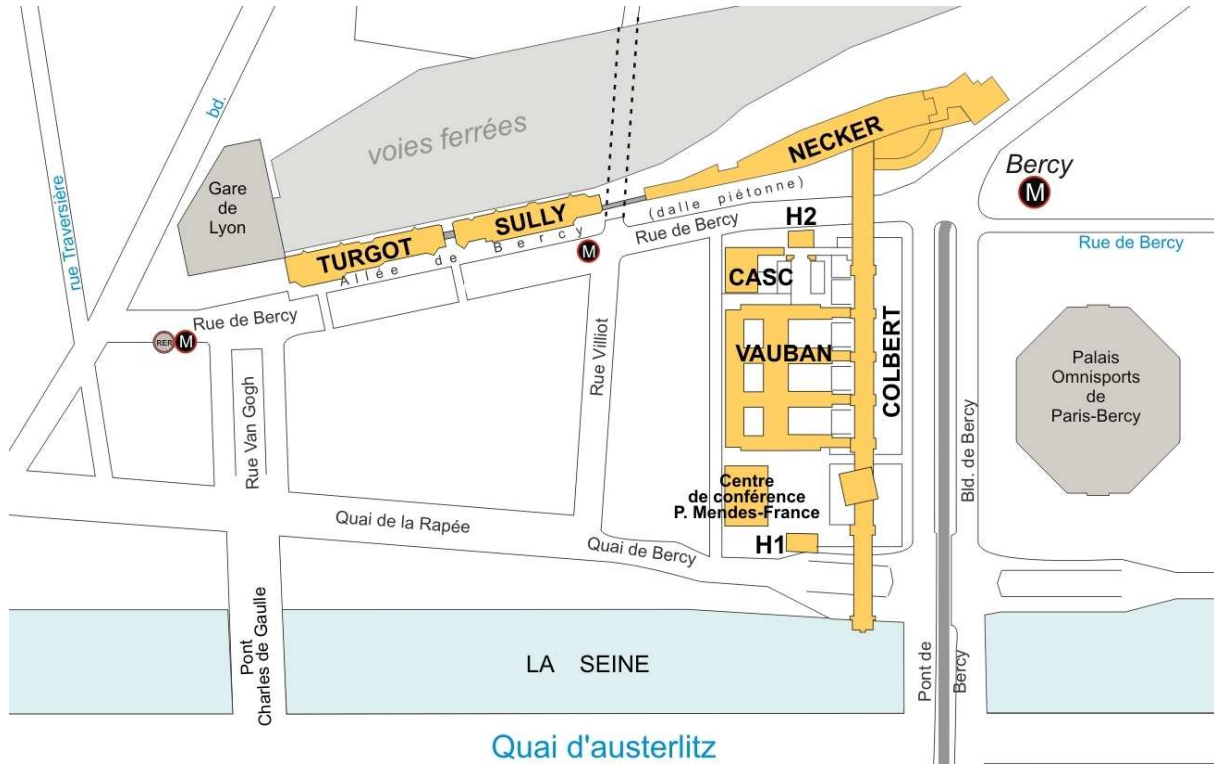 bd.
rue Traversière
voies ferrées
Gare
de
Lyon
TURGOT
SULLY
NECKER
Allée de Bercy
(dalle piétonne)
Rue de Bercy
M
Bercy
M
Rue de Bercy
H2
CASC
VAUBAN
COLBERT
Rue de Bercy
RER
M
Rue Van Gogh
Rue Villiot
Bld. de Bercy
Palais
Omnisports
de
Paris-Bercy
Centre
de conférence
P. Mendes-France
H1
Quai de la Rapée
Quai de Bercy
Pont
Charles de Gaulle
LA SEINE
Pont de
Bercy
Quai d'austerlitz